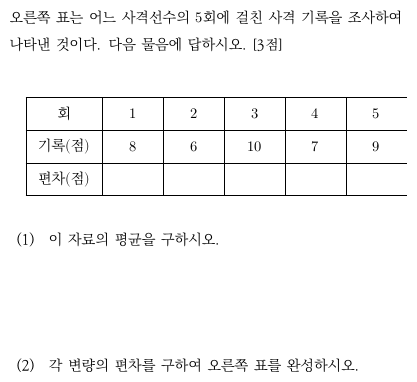 오른쪽 표는 어느 사격선수의 5회에 걸친 사격 기록을 조사하여
나타낸 것이다. 다음 물음에 답하시오. [3점]
회 1 2 3 4 5
기록(점) 8 6 10 7 9
편차(점)
(1) 이 자료의 평균을 구하시오.
(2) 각 변량의 편차를 구하여 오른쪽 표를 완성하시오.